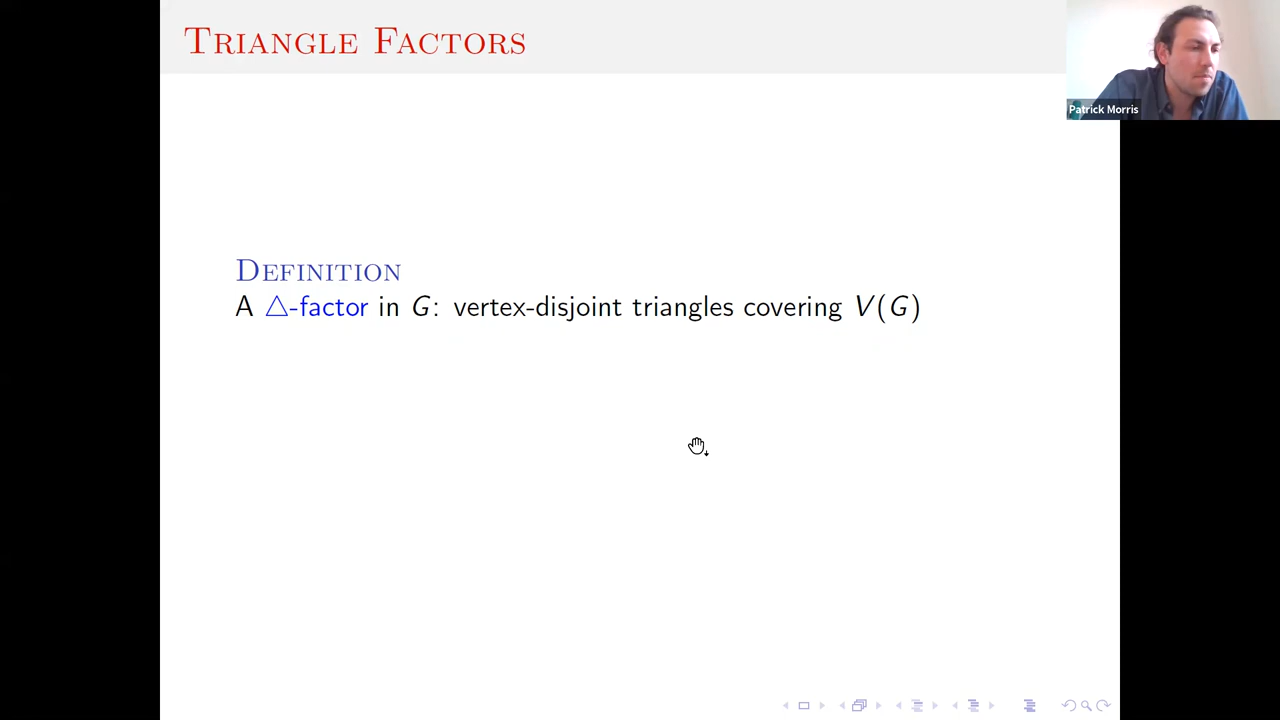 TRIANGLE FACTORS
Patrick Morris
DEFINITION
A △-factor in G: vertex-disjoint triangles covering V(G)